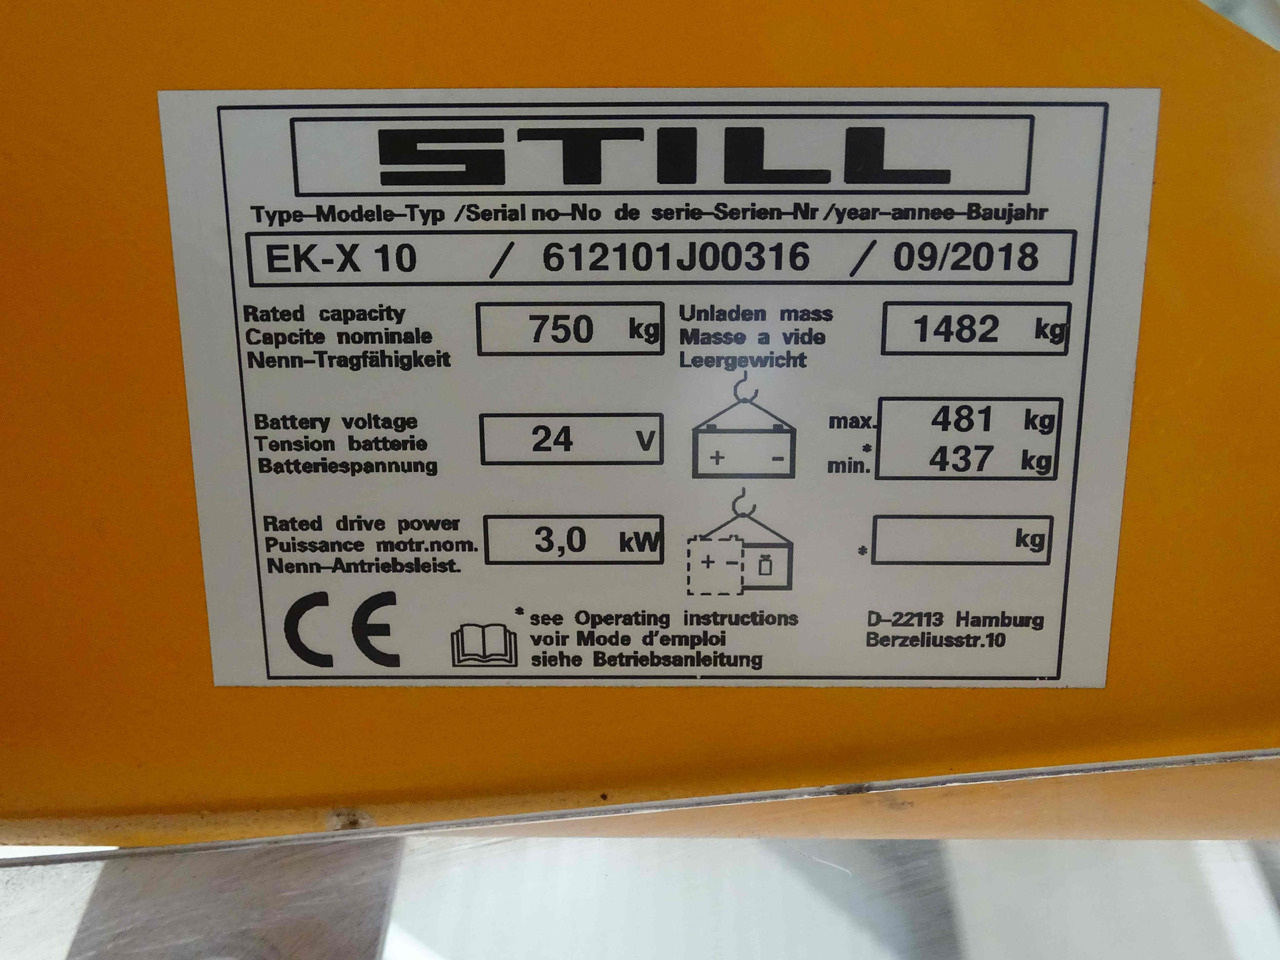 STILL
Type-Modele-Typ /Serial no-No de serie-Serien-Nr /year-annee-Baujahr
EK-X 10 / 612101J00316 / 09/2018
Rated capacity
Capcite nominale
Nenn-Tragfähigkeit
750 kg
Unladen mass
Masse a vide
Leergewicht
1482 kg
Battery voltage
Tension batterie
Batteriespannung
24 V
+ -
max. 481 kg
*
min. 437 kg
Rated drive power
Puissance motr.nom.
Nenn-Antriebsleist.
3,0 kW
+ -
* kg
CE
* see Operating instructions
voir Mode d'emploi
siehe Betriebsanleitung
D-22113 Hamburg
Berzeliusstr.10